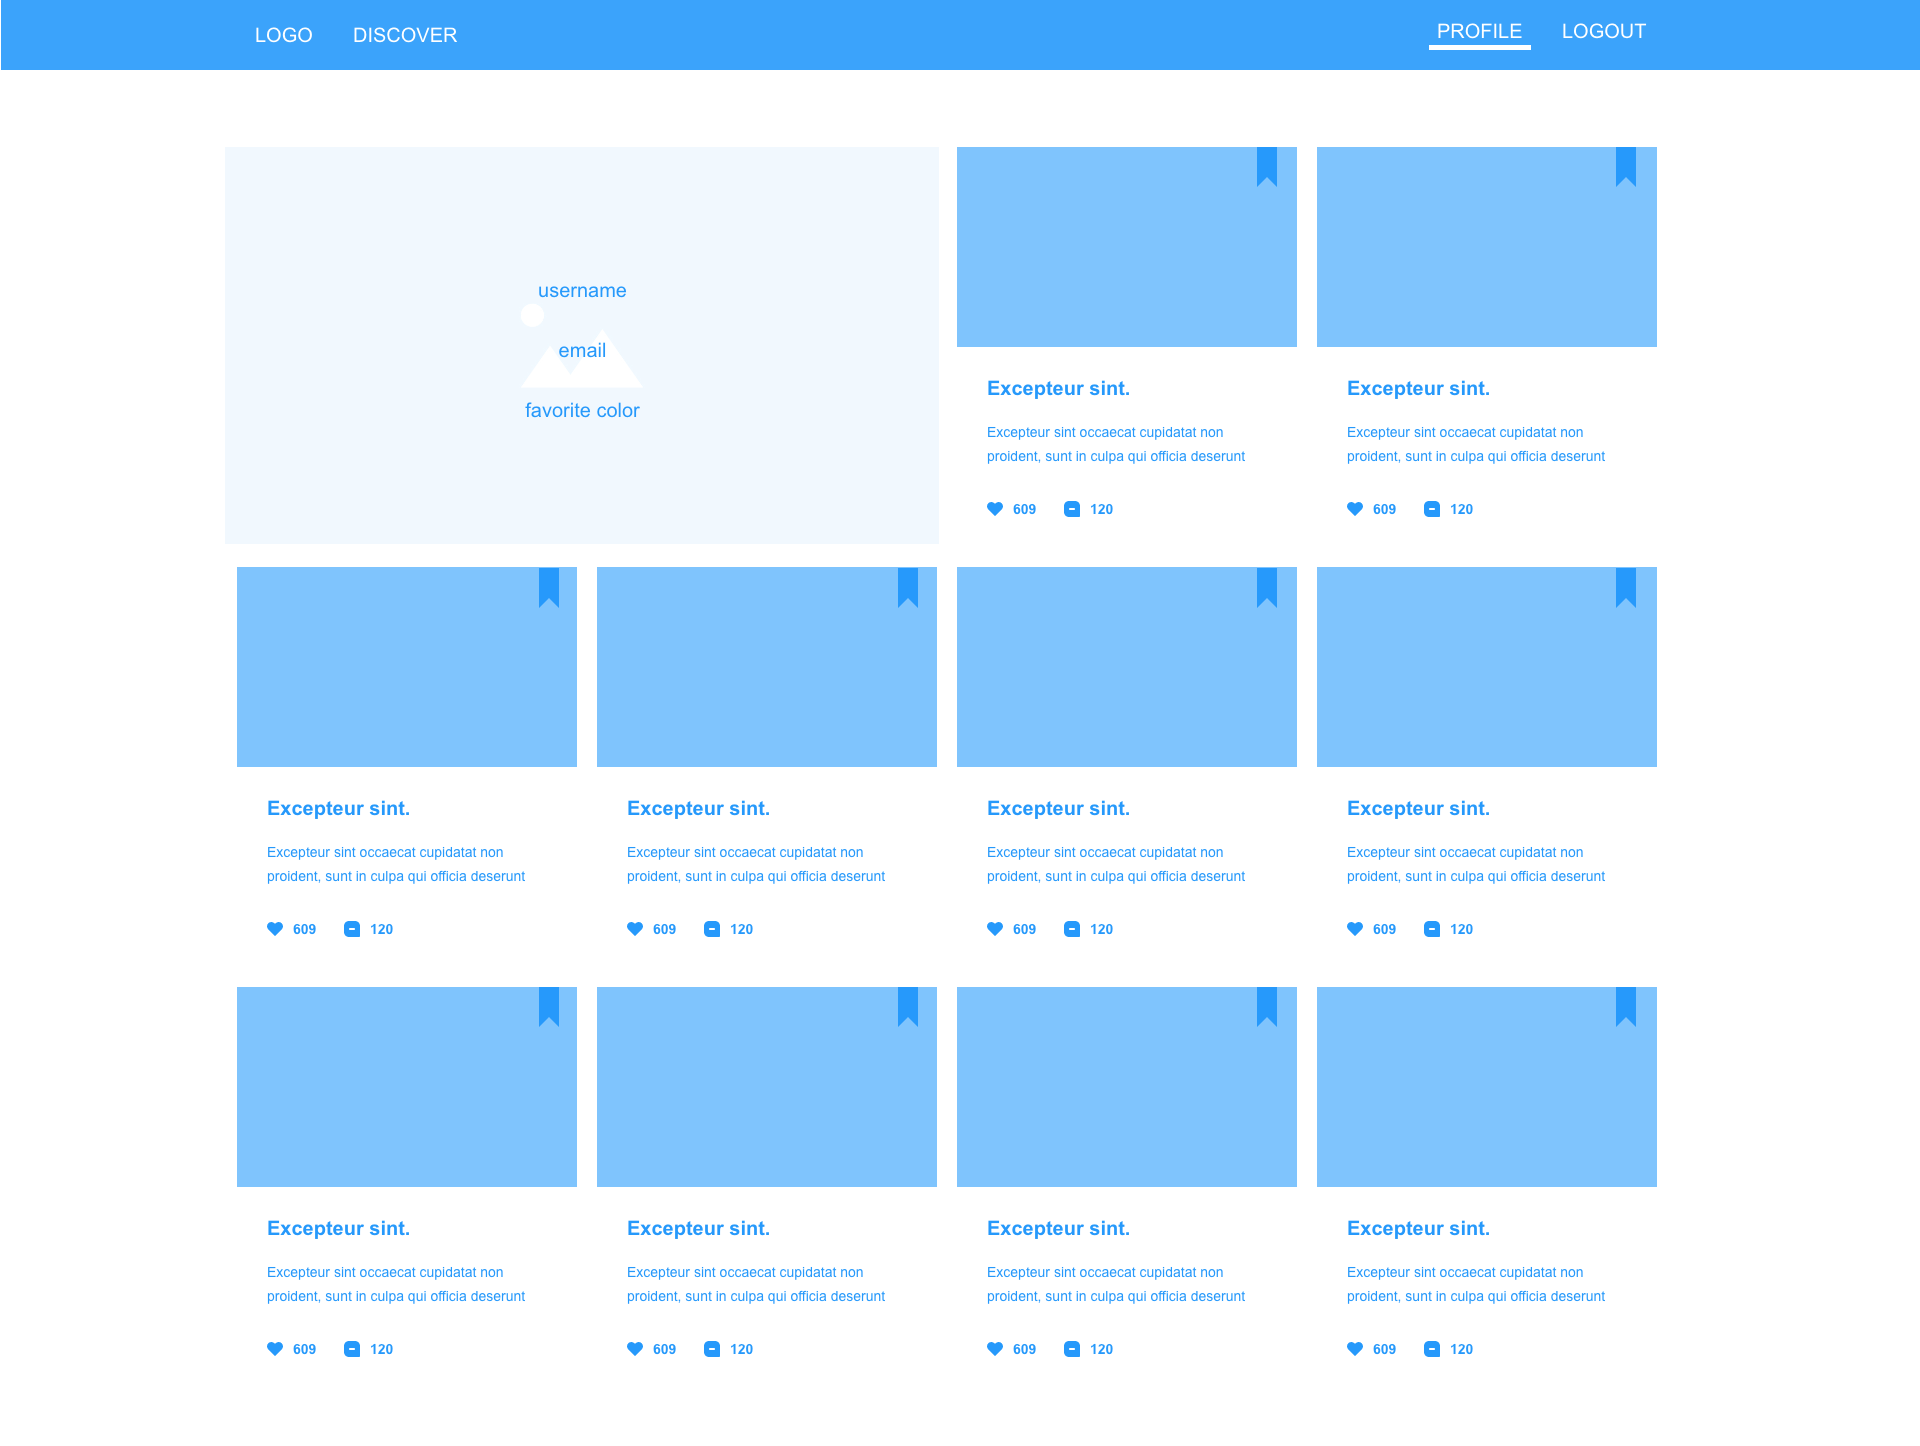 LOGO DISCOVER PROFILE LOGOUT
username
email
favorite color
Excepteur sint.
Excepteur sint occaecat cupidatat non
proident, sunt in culpa qui officia deserunt
609 120
Excepteur sint.
Excepteur sint occaecat cupidatat non
proident, sunt in culpa qui officia deserunt
609 120
Excepteur sint.
Excepteur sint occaecat cupidatat non
proident, sunt in culpa qui officia deserunt
609 120
Excepteur sint.
Excepteur sint occaecat cupidatat non
proident, sunt in culpa qui officia deserunt
609 120
Excepteur sint.
Excepteur sint occaecat cupidatat non
proident, sunt in culpa qui officia deserunt
609 120
Excepteur sint.
Excepteur sint occaecat cupidatat non
proident, sunt in culpa qui officia deserunt
609 120
Excepteur sint.
Excepteur sint occaecat cupidatat non
proident, sunt in culpa qui officia deserunt
609 120
Excepteur sint.
Excepteur sint occaecat cupidatat non
proident, sunt in culpa qui officia deserunt
609 120
Excepteur sint.
Excepteur sint occaecat cupidatat non
proident, sunt in culpa qui officia deserunt
609 120
Excepteur sint.
Excepteur sint occaecat cupidatat non
proident, sunt in culpa qui officia deserunt
609 120